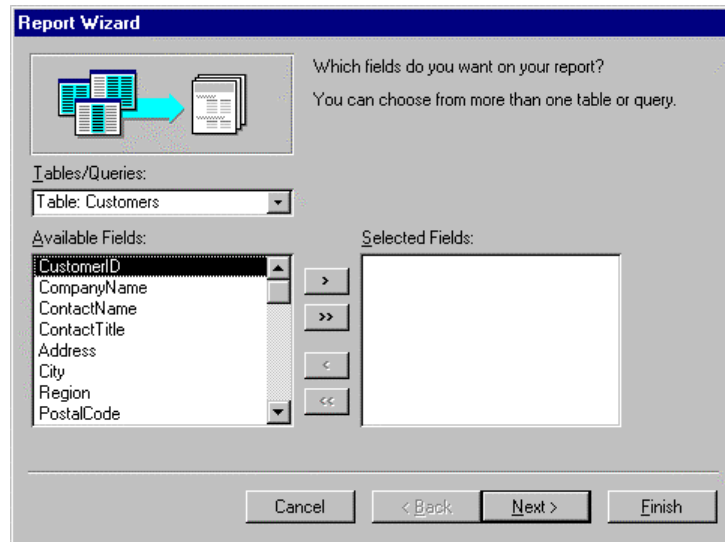 Report Wizard
Which fields do you want on your report?
You can choose from more than one table or query.
Tables/Queries:
Table: Customers
Available Fields:
Selected Fields:
CustomerID
CompanyName
ContactName
ContactTitle
Address
City
Region
PostalCode
>
>>
<
<<
Cancel
< Back
Next >
Finish